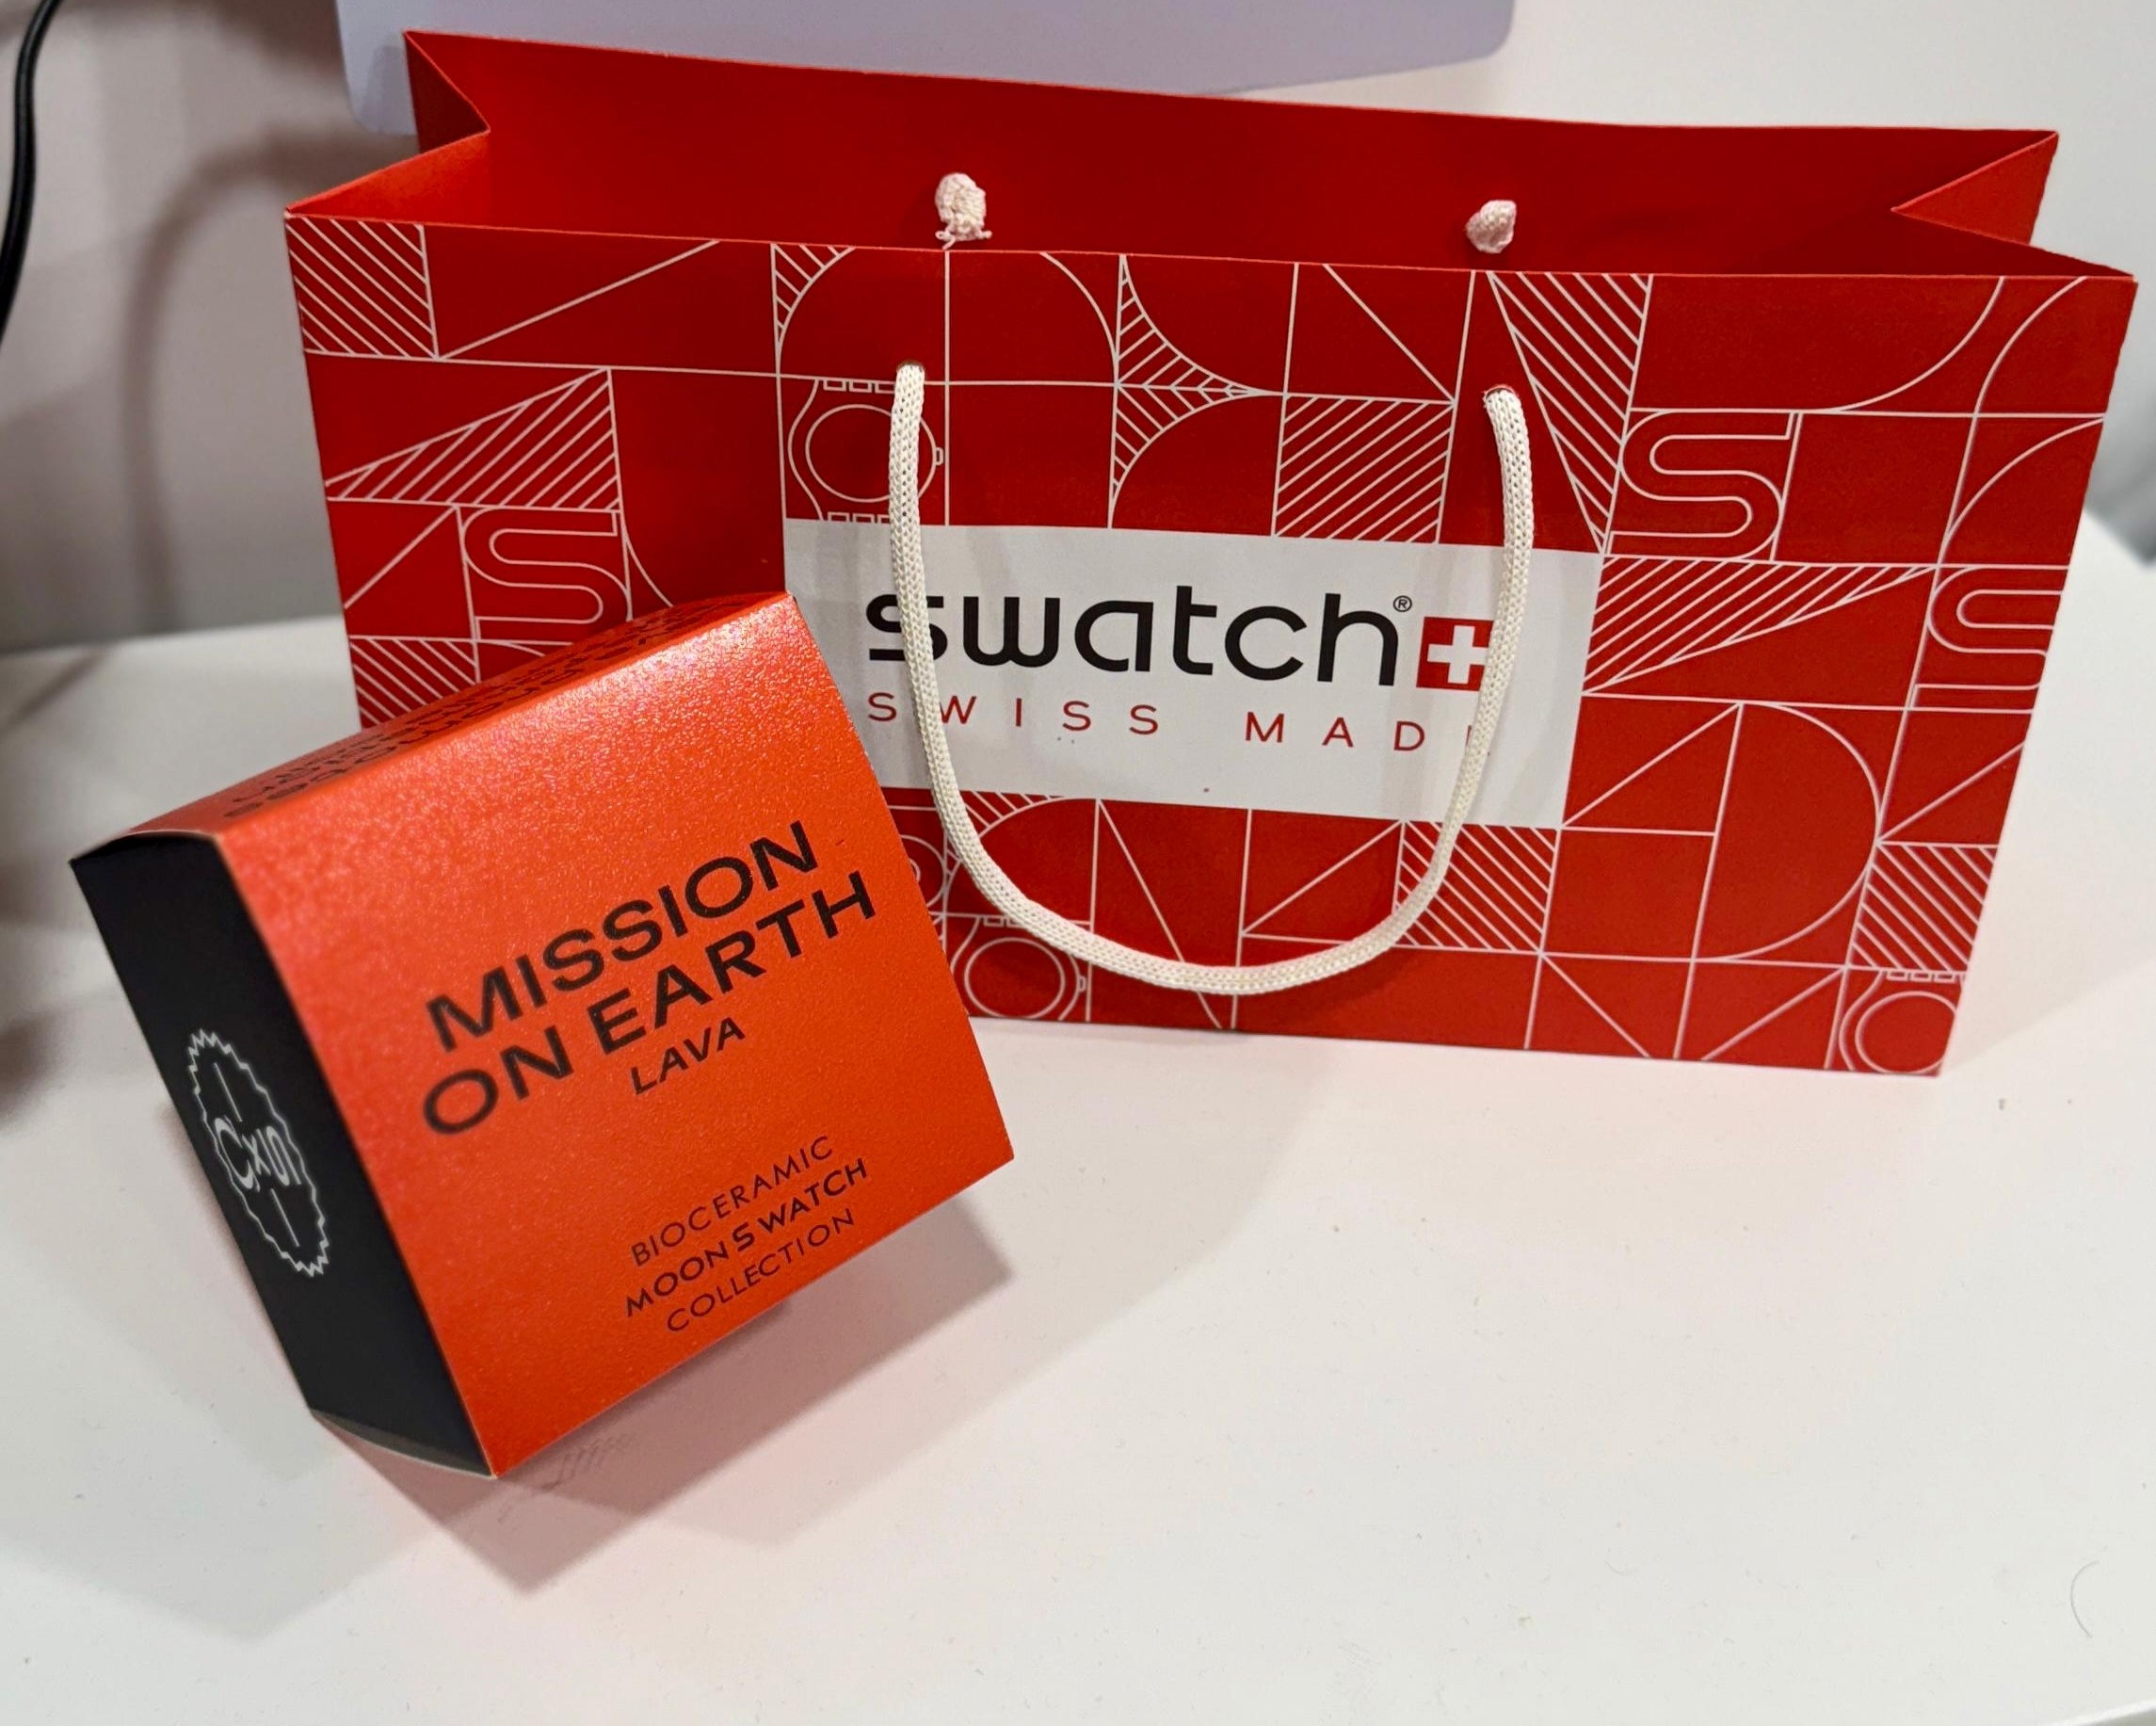 swatch®
SWISS MADE
MISSION
ON EARTH
LAVA
BIOCERAMIC
MOONSWATCH
COLLECTION